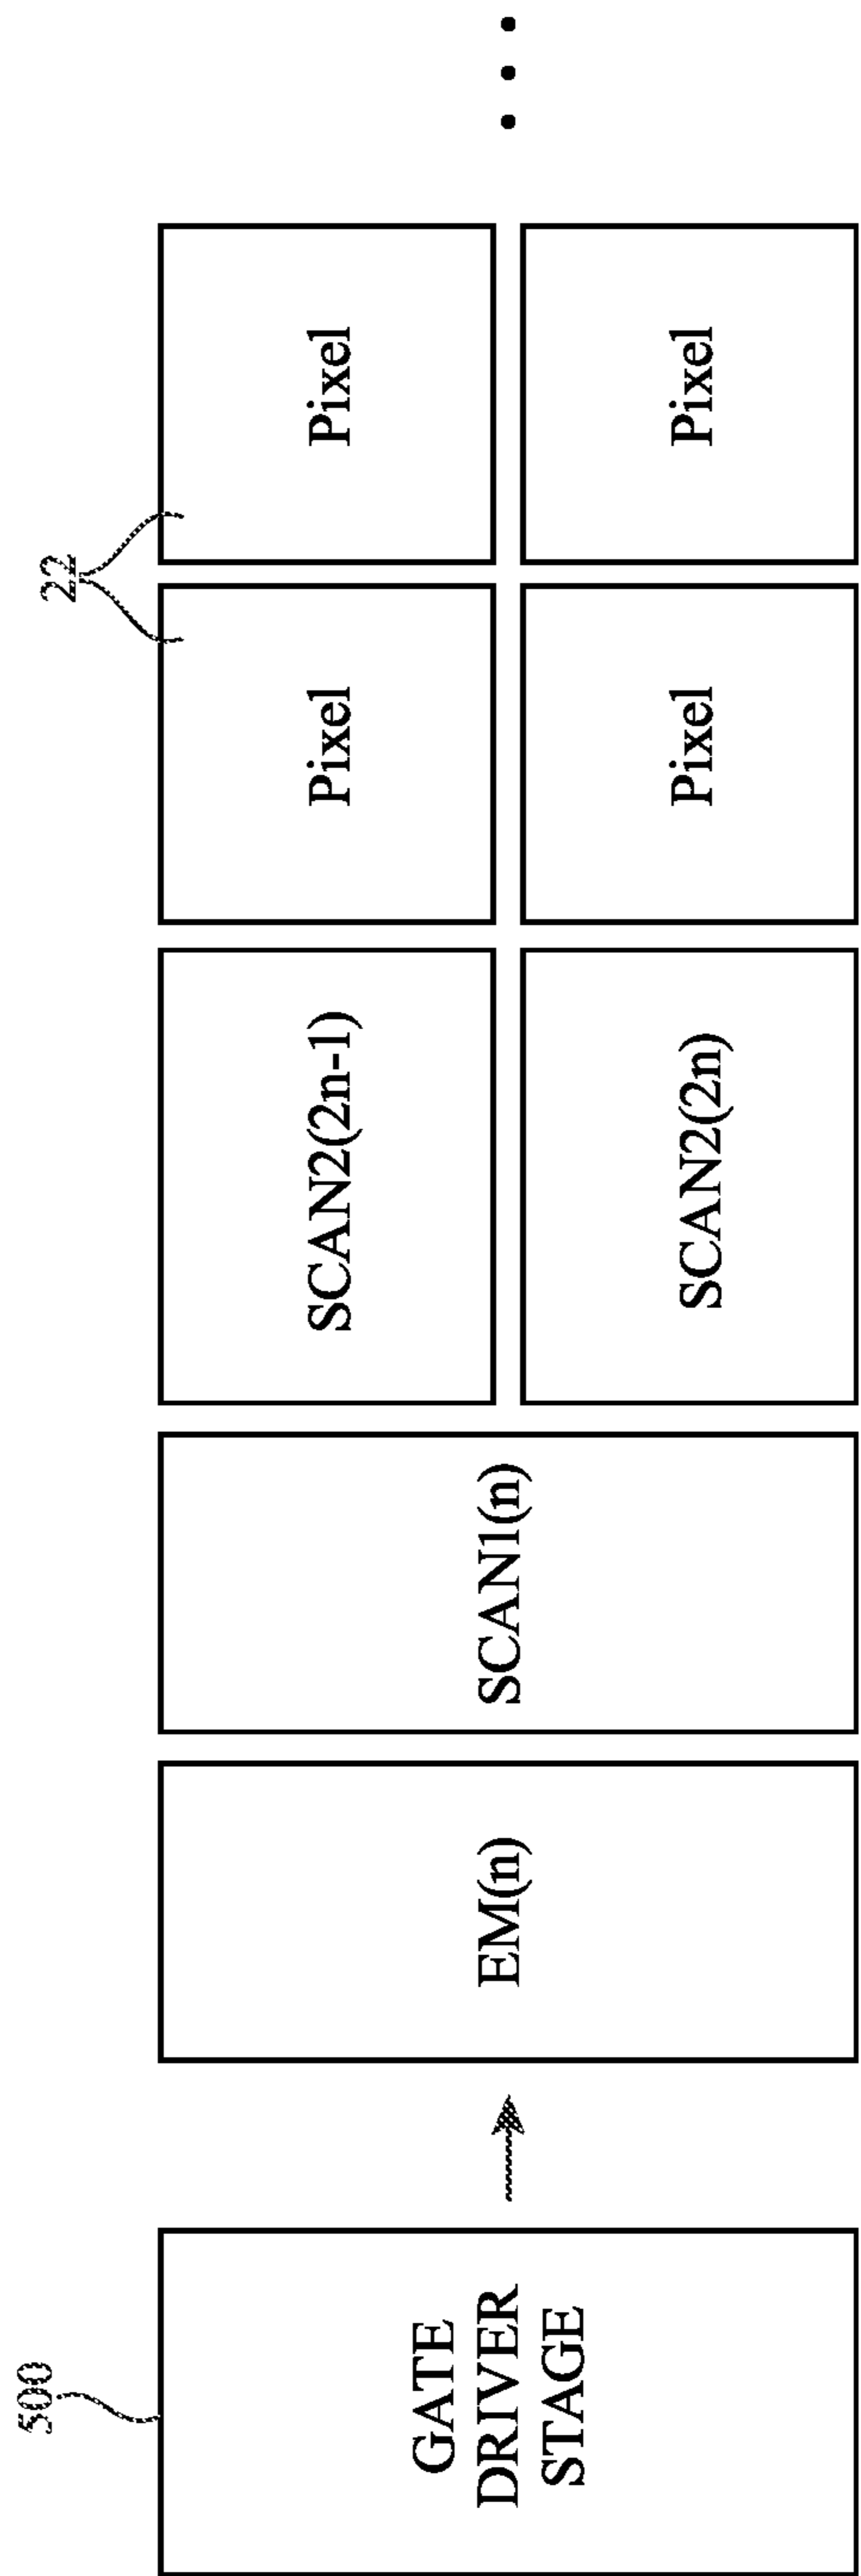 500
22
GATE
DRIVER
STAGE
EM(n)
SCAN1(n)
SCAN2(2n-1)
Pixel
Pixel
SCAN2(2n)
Pixel
Pixel